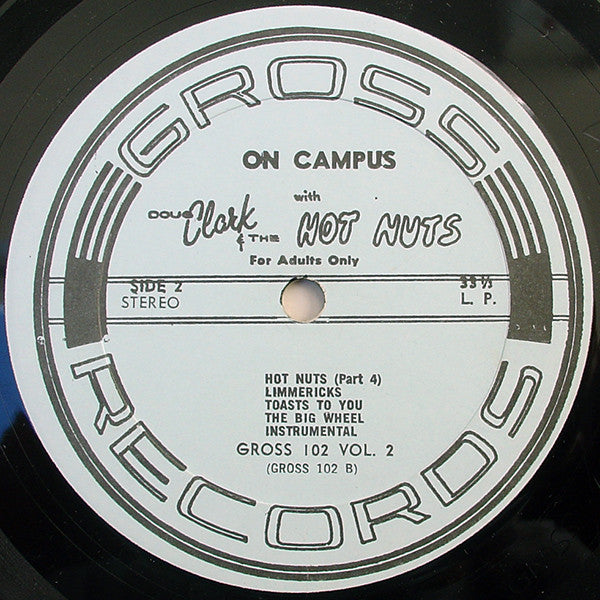 GROSS
ON CAMPUS
with
DOUG Clark
& THE HOT NUTS
For Adults Only
SIDE 2
STEREO
33 1/3
L. P.
HOT NUTS (Part 4)
LIMMERICKS
TOASTS TO YOU
THE BIG WHEEL
INSTRUMENTAL
GROSS 102 VOL. 2
(GROSS 102 B)
RECORDS